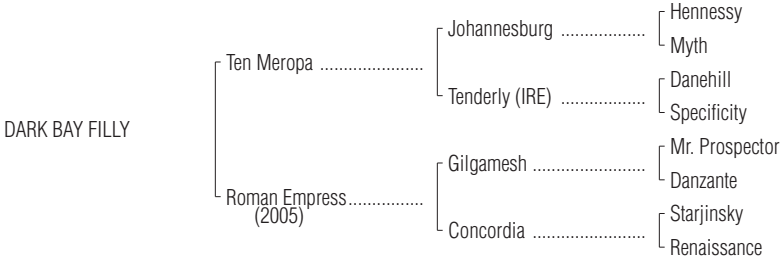 Hennessy
Johannesburg ..................
Myth
Ten Meropa ......................
Danehill
Tenderly (IRE) ..................
Specificity
DARK BAY FILLY
Mr. Prospector
Gilgamesh ........................
Danzante
Roman Empress................
(2005)
Starjinsky
Concordia ........................
Renaissance